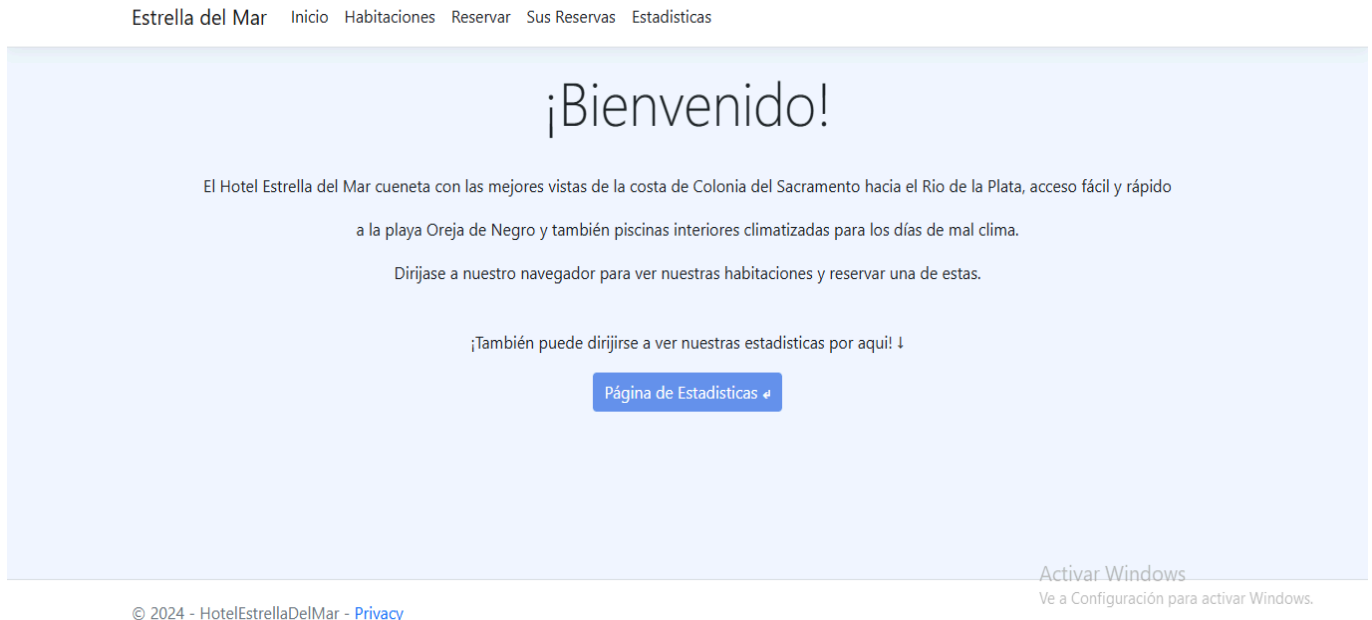 Estrella del Mar Inicio Habitaciones Reservar Sus Reservas Estadisticas
¡Bienvenido!
El Hotel Estrella del Mar cueneta con las mejores vistas de la costa de Colonia del Sacramento hacia el Rio de la Plata, acceso fácil y rápido
a la playa Oreja de Negro y también piscinas interiores climatizadas para los días de mal clima.
Dirijase a nuestro navegador para ver nuestras habitaciones y reservar una de estas.
¡También puede dirijirse a ver nuestras estadisticas por aqui! ↓
Página de Estadisticas ↲
Activar Windows
Ve a Configuración para activar Windows.
© 2024 - HotelEstrellaDelMar - Privacy